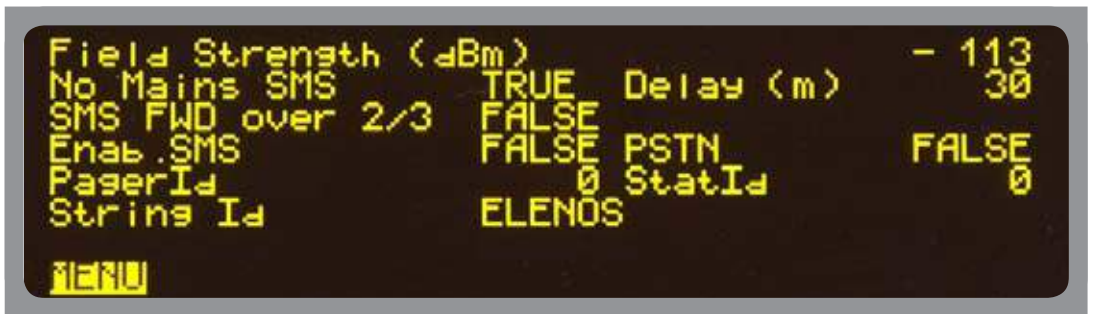 Field Strength (dBm) - 113
No Mains SMS TRUE Delay (m) 30
SMS FWD over 2/3 FALSE
Enab.SMS FALSE PSTN FALSE
PagerId 0 StatId 0
String Id ELENOS
MENU